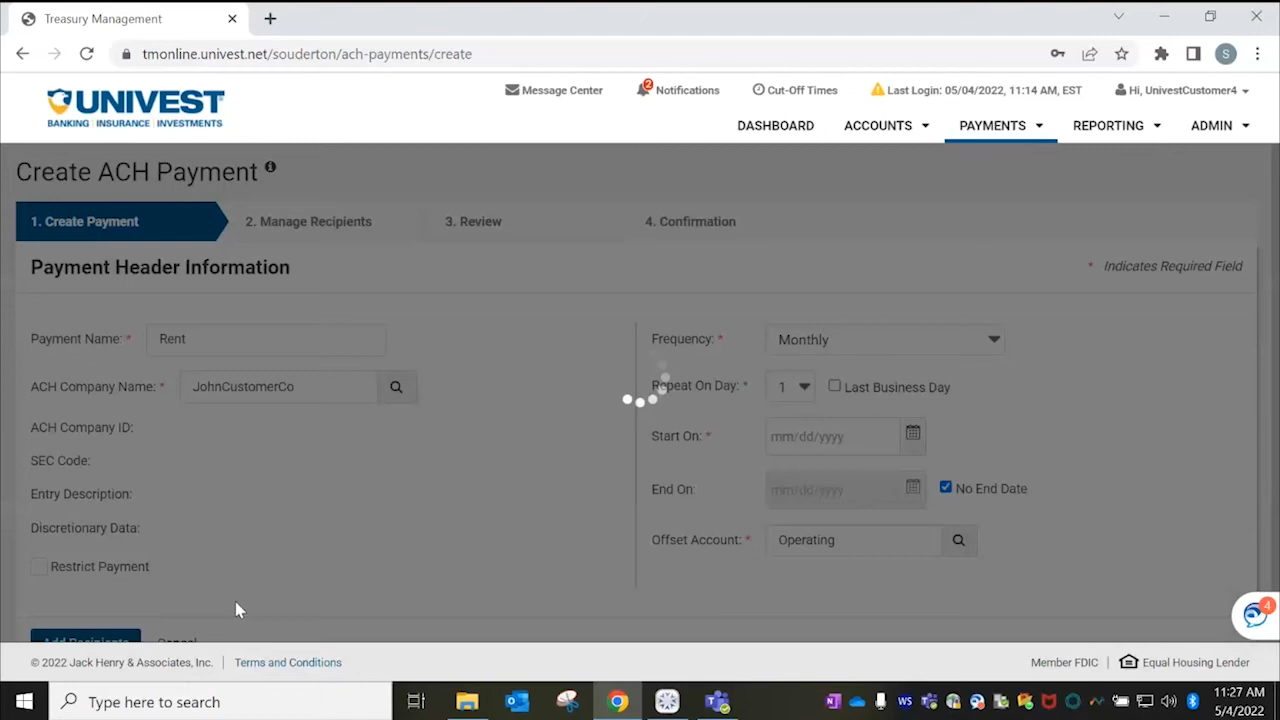 Treasury Management
tmonline.univest.net/souderton/ach-payments/create
S
UNIVEST
BANKING | INSURANCE | INVESTMENTS
Message Center
2
Notifications
Cut-Off Times
Last Login: 05/04/2022, 11:14 AM, EST
Hi, UnivestCustomer4
DASHBOARD
ACCOUNTS
PAYMENTS
REPORTING
ADMIN
Create ACH Payment
1. Create Payment
2. Manage Recipients
3. Review
4. Confirmation
Payment Header Information
* Indicates Required Field
Payment Name: * Rent
ACH Company Name: * JohnCustomerCo
ACH Company ID:
SEC Code:
Entry Description:
Discretionary Data:
Restrict Payment
Frequency: * Monthly
Repeat On Day: * 1 Last Business Day
Start On: * mm/dd/yyyy
End On: mm/dd/yyyy No End Date
Offset Account: * Operating
4
Add Recipients Cancel
© 2022 Jack Henry & Associates, Inc. | Terms and Conditions
Member FDIC | Equal Housing Lender
Type here to search
WS
11:27 AM
5/4/2022